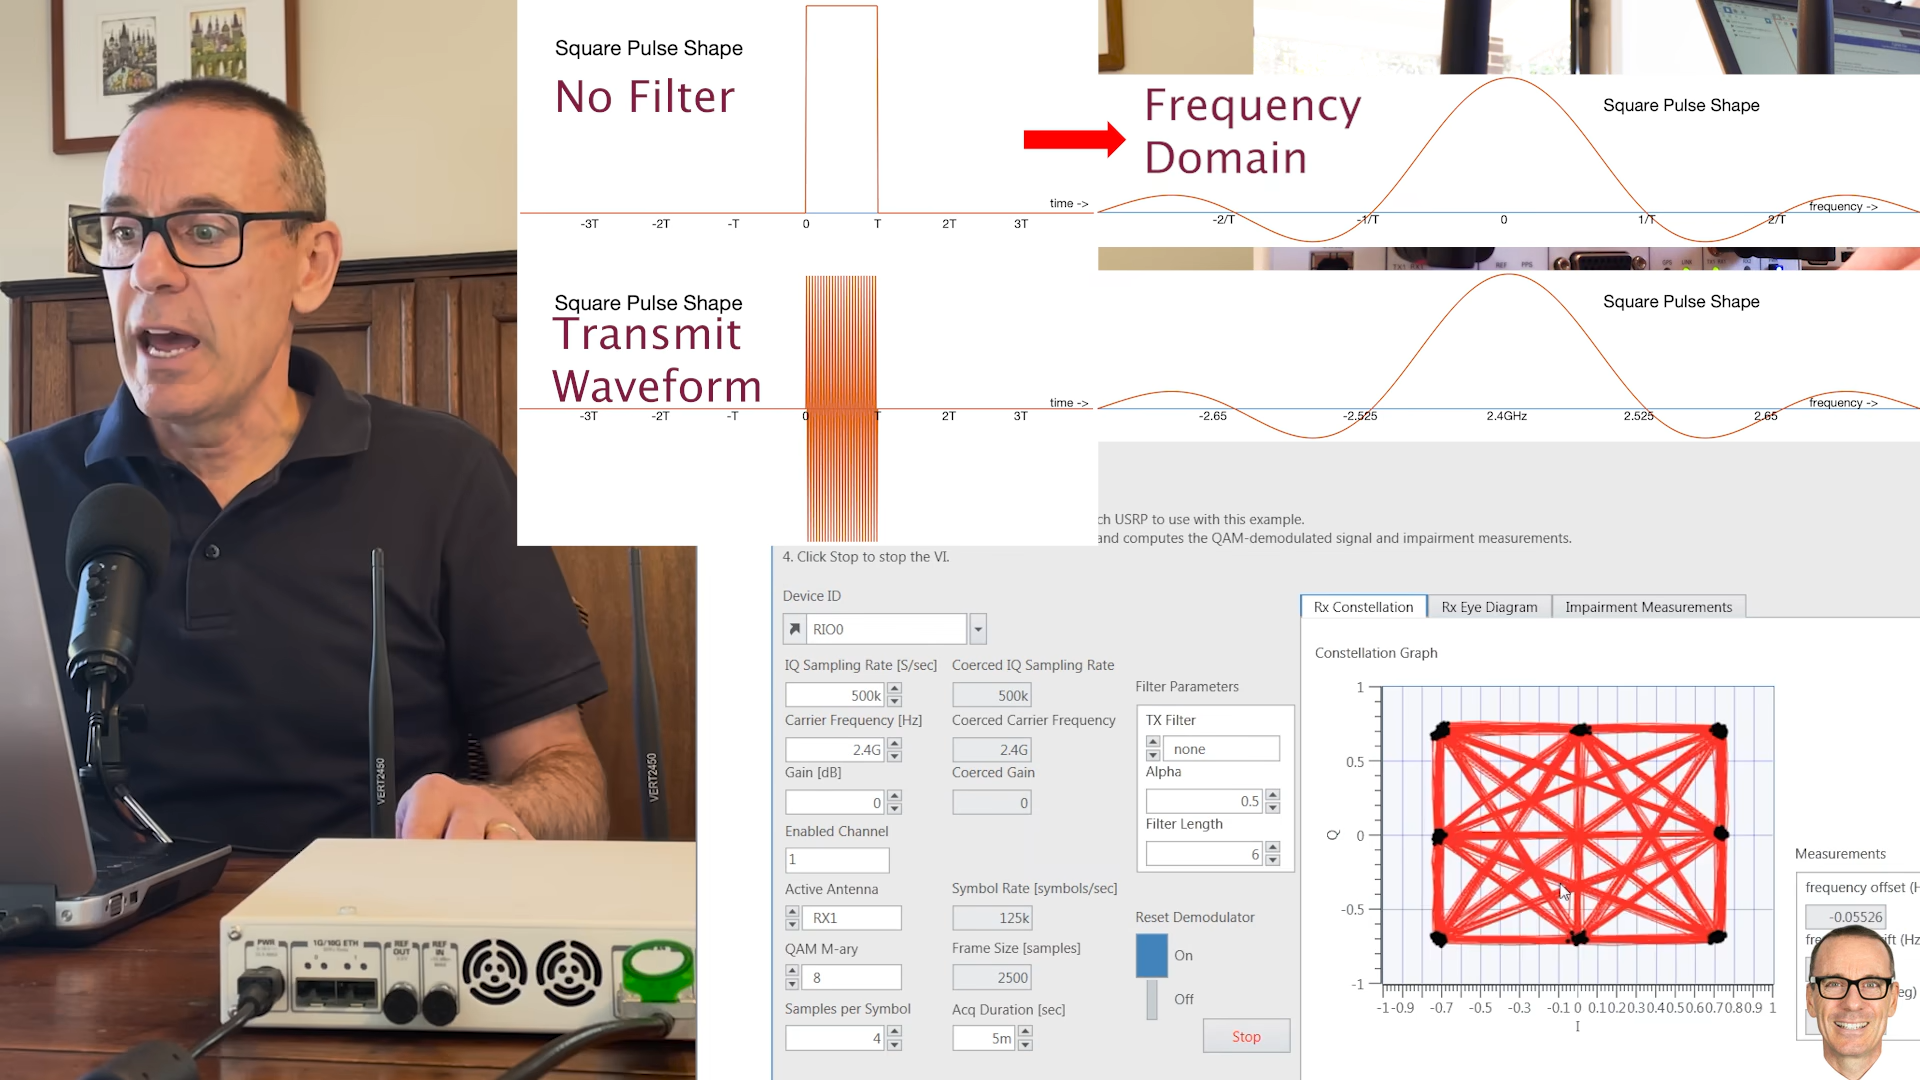 Square Pulse Shape
No Filter
time ->
-3T -2T -T 0 T 2T 3T
Frequency
Domain
Square Pulse Shape
frequency ->
-2/T -1/T 0 1/T 2/T
Square Pulse Shape
Transmit
Waveform
time ->
-3T -2T -T 0 T 2T 3T
Square Pulse Shape
frequency ->
-2.65 -2.525 2.4GHz 2.525 2.65
ch USRP to use with this example.
and computes the QAM-demodulated signal and impairment measurements.
4. Click Stop to stop the VI.
Device ID
RIO0
IQ Sampling Rate [S/sec] Coerced IQ Sampling Rate
500k 500k
Carrier Frequency [Hz] Coerced Carrier Frequency
2.4G 2.4G
Gain [dB] Coerced Gain
0 0
Enabled Channel
1
Active Antenna Symbol Rate [symbols/sec]
RX1 125k
QAM M-ary Frame Size [samples]
8 2500
Samples per Symbol Acq Duration [sec]
4 5m
Filter Parameters
TX Filter
none
Alpha
0.5
Filter Length
6
Reset Demodulator
On
Off
Stop
Rx Constellation Rx Eye Diagram Impairment Measurements
Constellation Graph
1
0.5
Q 0
-0.5
-1
-1 -0.9 -0.7 -0.5 -0.3 -0.1 0 0.1 0.2 0.3 0.4 0.5 0.6 0.7 0.8 0.9 1
I
Measurements
frequency offset (H
-0.05526
VERT2450
VERT2450
PWR
1G/10G ETH
0 1
REF
OUT
REF
IN
REF PPS
GPS LINK